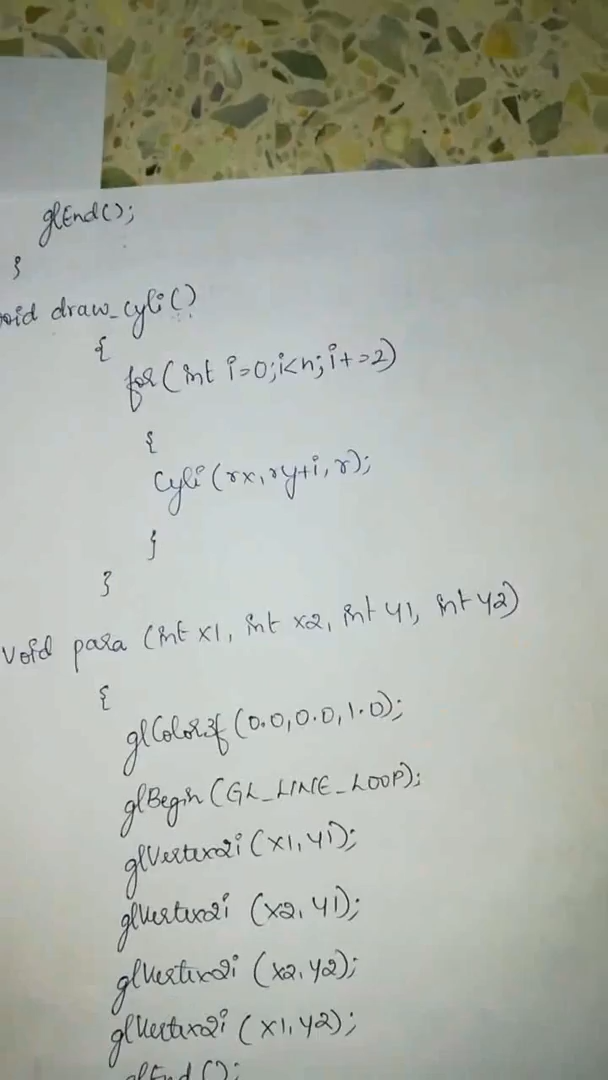 glEnd();
}
void draw_cyli()
{
for(int i=0;i<n;i+=2)
{
cyli(rx,ry+i,r);
}
}
void para (int x1, int x2, int y1, int y2)
{
glColor3f(0.0,0.0,1.0);
glBegin(GL_LINE_LOOP);
glVertex2i(x1,y1);
glVertex2i (x2,y1);
glVertex2i (x2,y2);
glVertex2i (x1,y2);
glEnd();